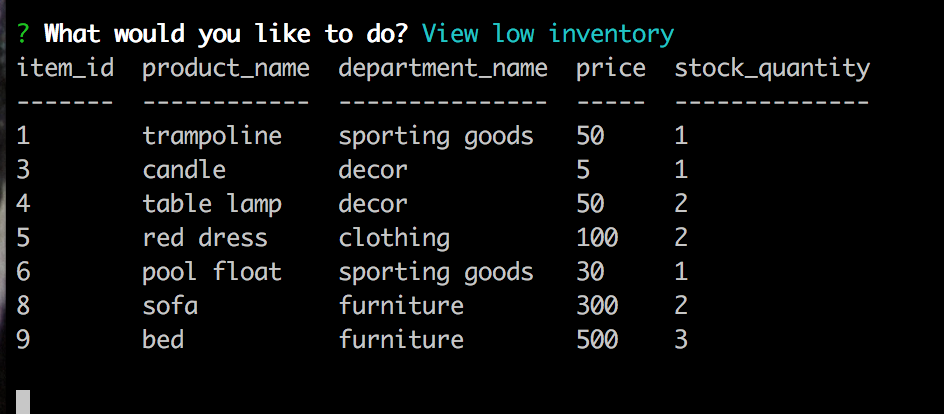 ? What would you like to do? View low inventory
item_id  product_name  department_name  price  stock_quantity
-------  ------------  ---------------  -----  --------------
1        trampoline    sporting goods   50     1
3        candle        decor            5      1
4        table lamp    decor            50     2
5        red dress     clothing         100    2
6        pool float    sporting goods   30     1
8        sofa          furniture        300    2
9        bed           furniture        500    3